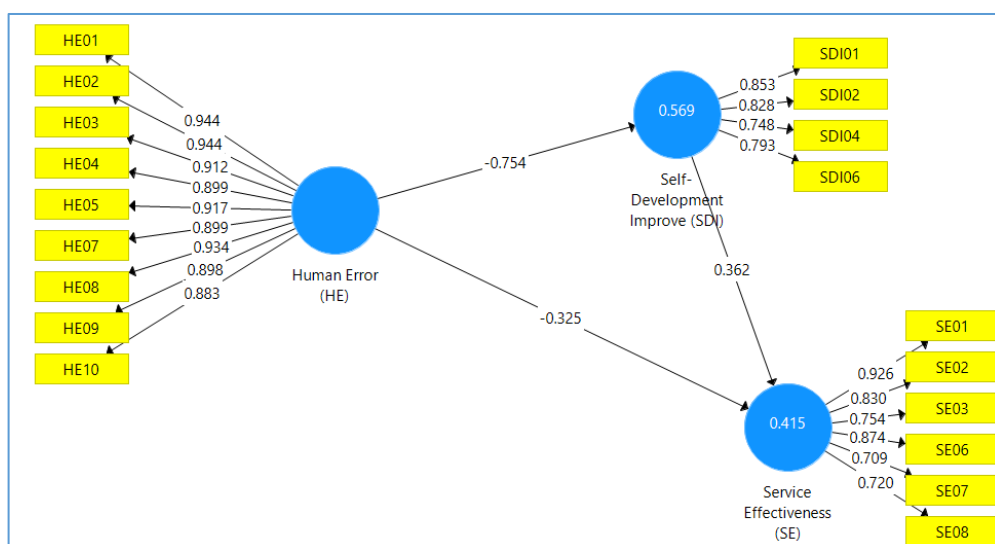 HE01
HE02
HE03
HE04
HE05
HE07
HE08
HE09
HE10
0.944
0.944
0.912
0.899
0.917
0.899
0.934
0.898
0.883
Human Error
(HE)
-0.754
-0.325
0.569
Self-
Development
Improve (SDI)
0.853
0.828
0.748
0.793
SDI01
SDI02
SDI04
SDI06
0.362
0.415
Service
Effectiveness
(SE)
0.926
0.830
0.754
0.874
0.709
0.720
SE01
SE02
SE03
SE06
SE07
SE08